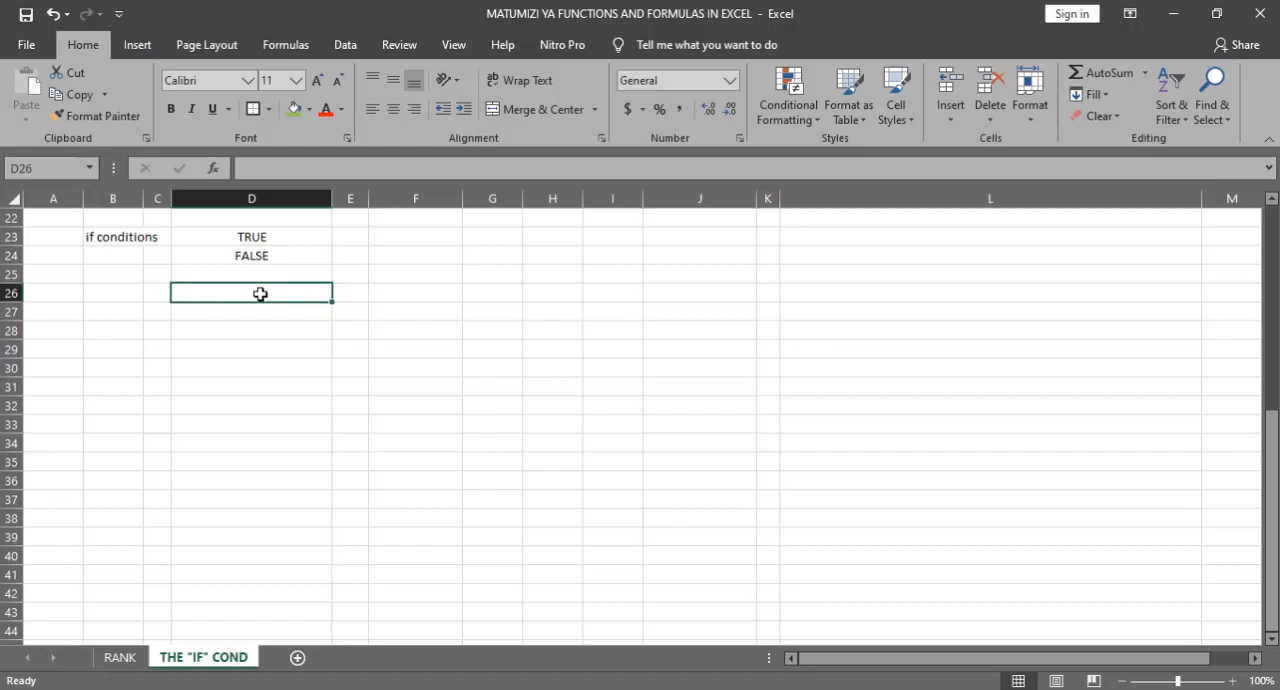 MATUMIZI YA FUNCTIONS AND FORMULAS IN EXCEL - Excel
Sign in
File Home Insert Page Layout Formulas Data Review View Help Nitro Pro Tell me what you want to do Share
Paste
Cut
Copy
Format Painter
Clipboard
Calibri 11 A A
B I U A
Font
ab Wrap Text
Merge & Center
Alignment
General
$ % ,
Number
Conditional Formatting
Format as Table
Cell Styles
Styles
Insert Delete Format
Cells
AutoSum
Fill
Clear
Sort & Filter
Find & Select
Editing
D26 fx
A B C D E F G H I J K L M
22
23 if conditions TRUE
24 FALSE
25
26
27
28
29
30
31
32
33
34
35
36
37
38
39
40
41
42
43
44
RANK THE "IF" COND
Ready 100%